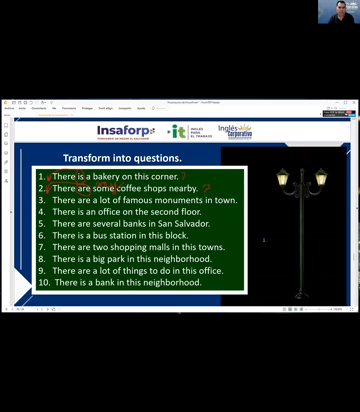 Insaforp
it
INGLÉS
PARA
EL TRABAJO
Inglés
Corporativo
Transform into questions.
1. There is a bakery on this corner. ?
2. There are some coffee shops nearby. ?
3. There are a lot of famous monuments in town.
4. There is an office on the second floor.
5. There are several banks in San Salvador.
6. There is a bus station in this block.
7. There are two shopping malls in this towns.
8. There is a big park in this neighborhood.
9. There are a lot of things to do in this office.
10. There is a bank in this neighborhood.